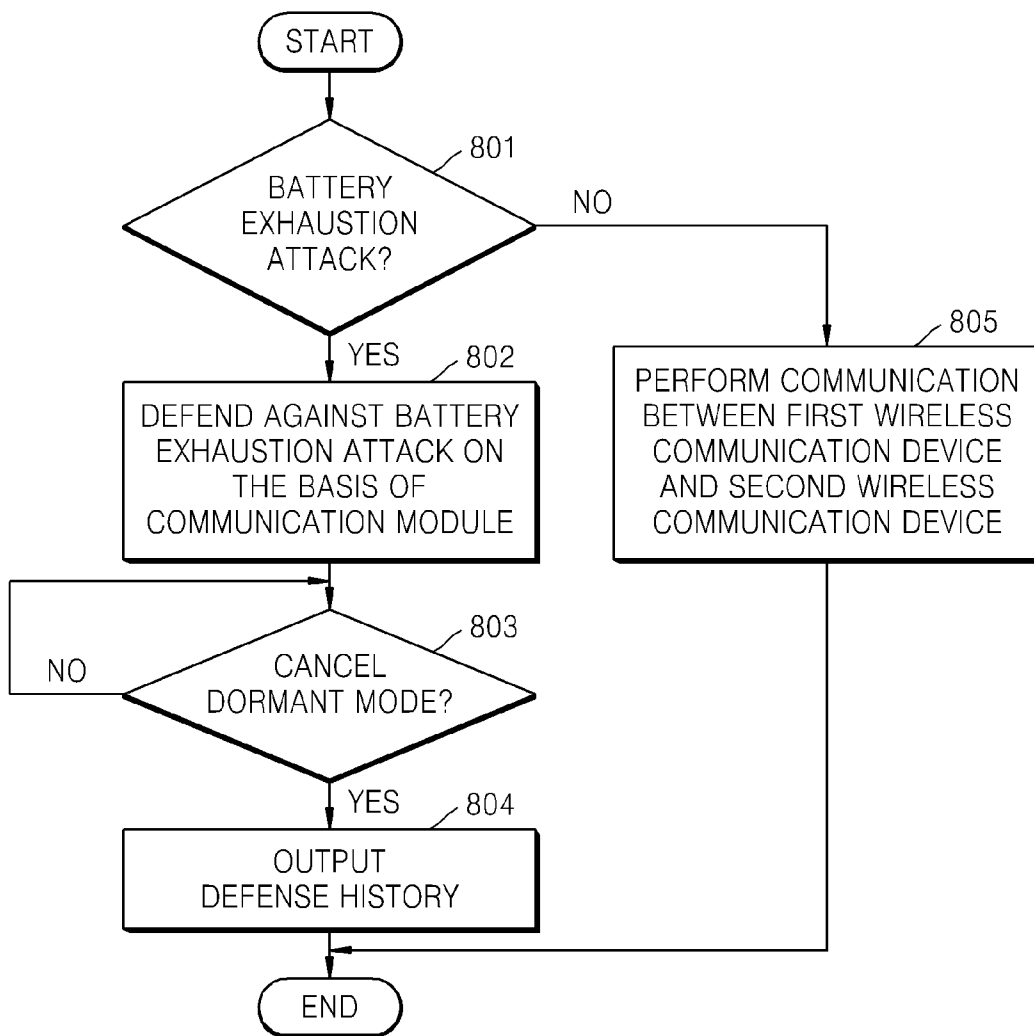 START
801
BATTERY
EXHAUSTION
ATTACK?
NO
YES
802
DEFEND AGAINST BATTERY
EXHAUSTION ATTACK ON
THE BASIS OF
COMMUNICATION MODULE
805
PERFORM COMMUNICATION
BETWEEN FIRST WIRELESS
COMMUNICATION DEVICE
AND SECOND WIRELESS
COMMUNICATION DEVICE
803
CANCEL
DORMANT MODE?
NO
YES
804
OUTPUT
DEFENSE HISTORY
END